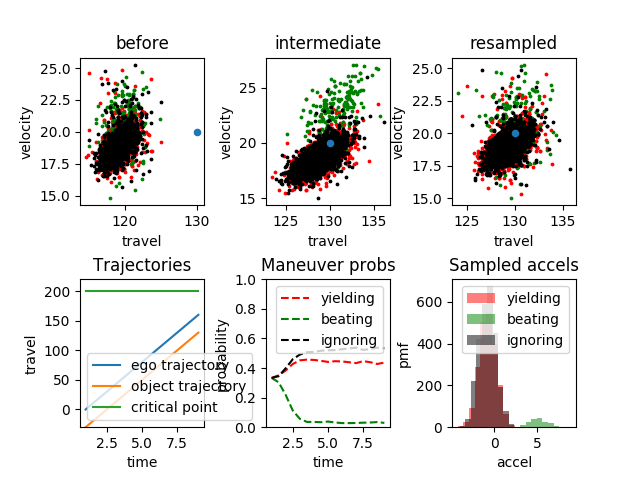 before
25.0
22.5
20.0
17.5
15.0
velocity
120
130
travel
intermediate
25
20
15
velocity
125
130
135
travel
resampled
25.0
22.5
20.0
17.5
15.0
velocity
125
130
135
travel
Trajectories
200
150
100
50
0
travel
ego trajectory
object trajectory
critical point
2.5
5.0
7.5
time
Maneuver probs
1.0
0.8
0.6
0.4
0.2
0.0
probability
yielding
beating
ignoring
2.5
5.0
7.5
time
Sampled accels
600
400
200
0
pmf
yielding
beating
ignoring
0
5
accel